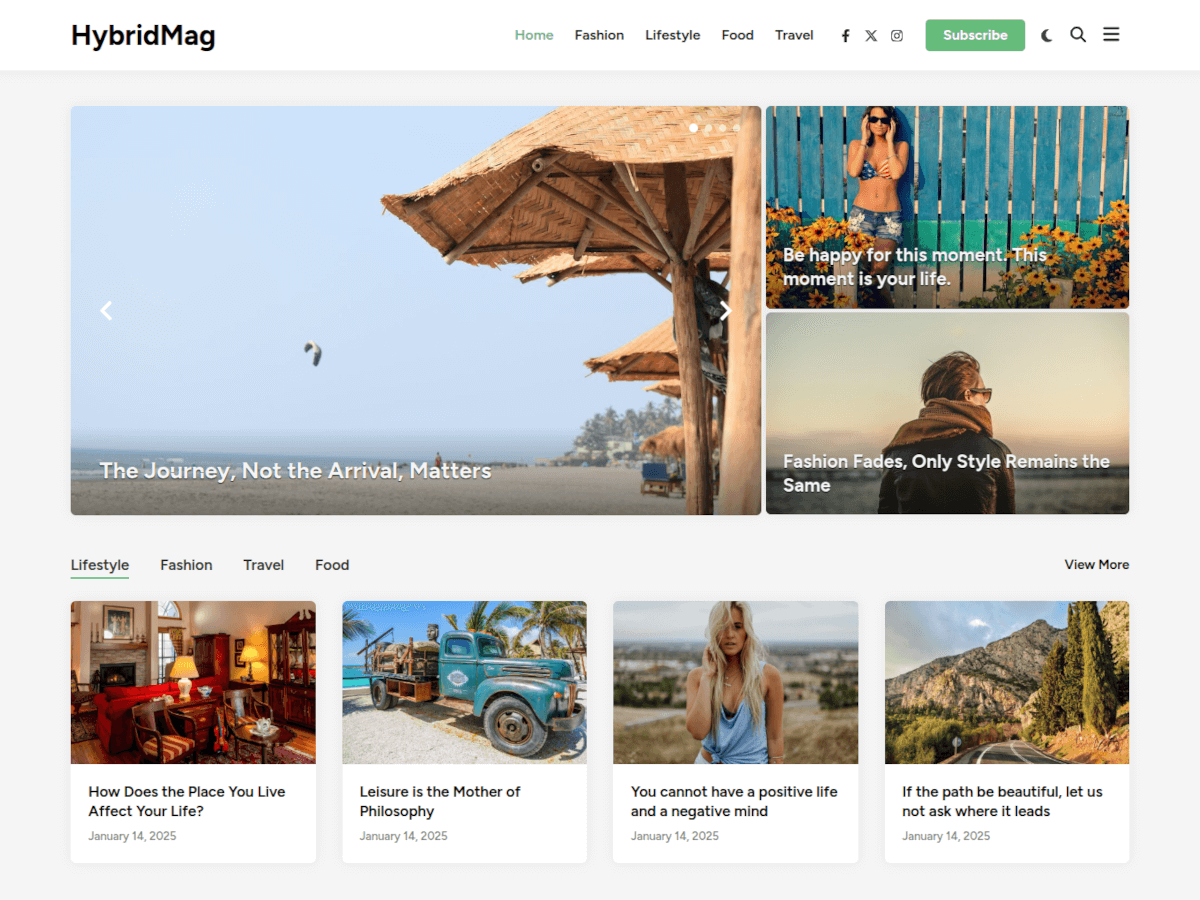 HybridMag
Home Fashion Lifestyle Food Travel Subscribe
The Journey, Not the Arrival, Matters
Be happy for this moment. This
moment is your life.
Fashion Fades, Only Style Remains the
Same
Lifestyle Fashion Travel Food View More
How Does the Place You Live
Affect Your Life?
January 14, 2025
Leisure is the Mother of
Philosophy
January 14, 2025
You cannot have a positive life
and a negative mind
January 14, 2025
If the path be beautiful, let us
not ask where it leads
January 14, 2025